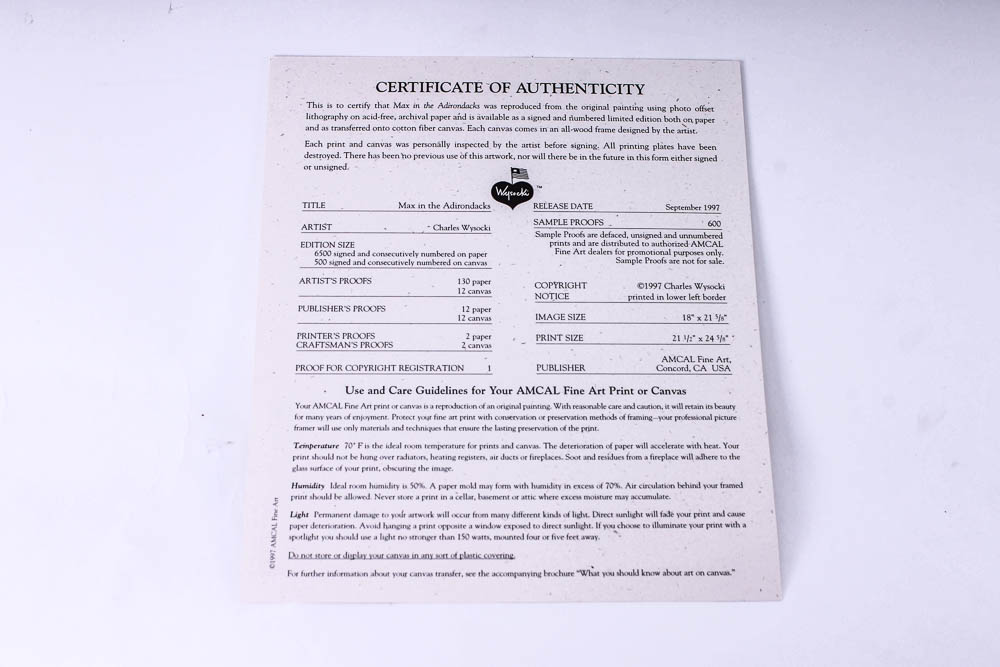 CERTIFICATE OF AUTHENTICITY
This is to certify that Max in the Adirondacks was reproduced from the original painting using photo offset
lithography on acid-free, archival paper and is available as a signed and numbered limited edition both on paper
and as transferred onto cotton fiber canvas. Each canvas comes in an all-wood frame designed by the artist.
Each print and canvas was personally inspected by the artist before signing. All printing plates have been
destroyed. There has been no previous use of this artwork, nor will there be in the future in this form either signed
or unsigned.
Wysocki ™
TITLE Max in the Adirondacks
ARTIST Charles Wysocki
EDITION SIZE
6500 signed and consecutively numbered on paper
500 signed and consecutively numbered on canvas
ARTIST'S PROOFS 130 paper
12 canvas
PUBLISHER'S PROOFS 12 paper
12 canvas
PRINTER'S PROOFS 2 paper
CRAFTSMAN'S PROOFS 2 canvas
PROOF FOR COPYRIGHT REGISTRATION 1
RELEASE DATE September 1997
SAMPLE PROOFS 600
Sample Proofs are defaced, unsigned and unnumbered
prints and are distributed to authorized AMCAL
Fine Art dealers for promotional purposes only.
Sample Proofs are not for sale.
COPYRIGHT ©1997 Charles Wysocki
NOTICE printed in lower left border
IMAGE SIZE 18" x 21 5/8"
PRINT SIZE 21 1/2" x 24 5/8"
AMCAL Fine Art,
PUBLISHER Concord, CA USA
Use and Care Guidelines for Your AMCAL Fine Art Print or Canvas
Your AMCAL Fine Art print or canvas is a reproduction of an original painting. With reasonable care and caution, it will retain its beauty
for many years of enjoyment. Protect your fine art print with conservation or preservation methods of framing—your professional picture
framer will use only materials and techniques that ensure the lasting preservation of the print.
Temperature 70° F is the ideal room temperature for prints and canvas. The deterioration of paper will accelerate with heat. Your
print should not be hung over radiators, heating registers, air ducts or fireplaces. Soot and residues from a fireplace will adhere to the
glass surface of your print, obscuring the image.
Humidity Ideal room humidity is 50%. A paper mold may form with humidity in excess of 70%. Air circulation behind your framed
print should be allowed. Never store a print in a cellar, basement or attic where excess moisture may accumulate.
Light Permanent damage to your artwork will occur from many different kinds of light. Direct sunlight will fade your print and cause
paper deterioration. Avoid hanging a print opposite a window exposed to direct sunlight. If you choose to illuminate your print with a
spotlight you should use a light no stronger than 150 watts, mounted four or five feet away.
Do not store or display your canvas in any sort of plastic covering.
For further information about your canvas transfer, see the accompanying brochure "What you should know about art on canvas."
©1997 AMCAL Fine Art